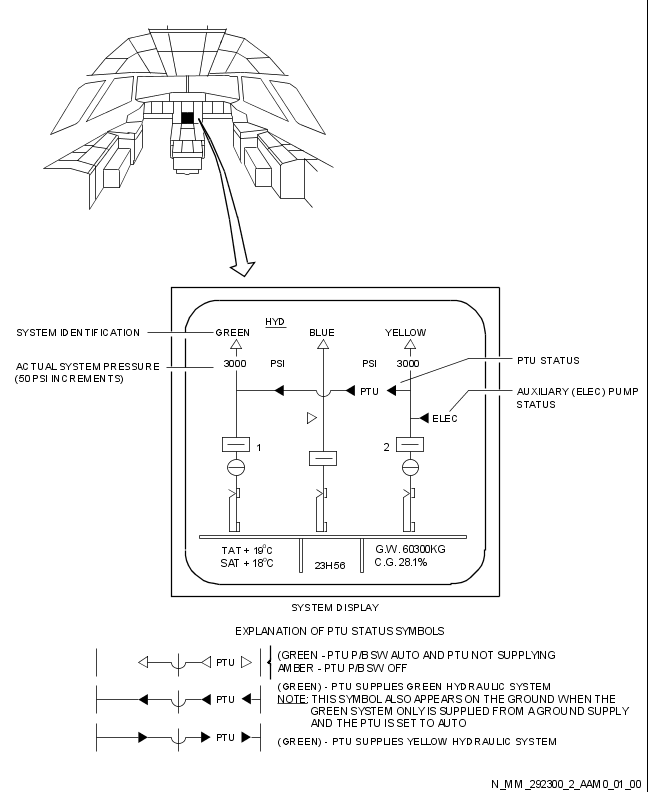 HYD
SYSTEM IDENTIFICATION
GREEN BLUE YELLOW
ACTUAL SYSTEM PRESSURE
(50 PSI INCREMENTS)
3000 PSI PSI 3000
PTU STATUS
PTU
AUXILIARY (ELEC) PUMP
STATUS
ELEC
1 2
TAT + 19°C
SAT + 18°C
23H56
G.W. 60300KG
C.G. 28.1%
SYSTEM DISPLAY
EXPLANATION OF PTU STATUS SYMBOLS
PTU
(GREEN - PTU P/B SW AUTO AND PTU NOT SUPPLYING
AMBER - PTU P/B SW OFF
PTU
(GREEN) - PTU SUPPLIES GREEN HYDRAULIC SYSTEM
NOTE: THIS SYMBOL ALSO APPEARS ON THE GROUND WHEN THE
GREEN SYSTEM ONLY IS SUPPLIED FROM A GROUND SUPPLY
AND THE PTU IS SET TO AUTO
PTU
(GREEN) - PTU SUPPLIES YELLOW HYDRAULIC SYSTEM
N_MM_292300_2_AAM0_01_00